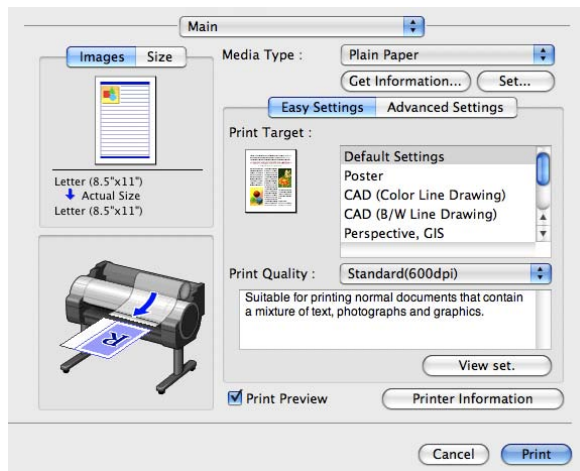 Main
Images Size
Letter (8.5"x11")
Actual Size
Letter (8.5"x11")
Media Type : Plain Paper
Get Information... Set...
Easy Settings Advanced Settings
Print Target :
Default Settings
Poster
CAD (Color Line Drawing)
CAD (B/W Line Drawing)
Perspective, GIS
Print Quality : Standard(600dpi)
Suitable for printing normal documents that contain
a mixture of text, photographs and graphics.
View set.
Print Preview Printer Information
Cancel Print